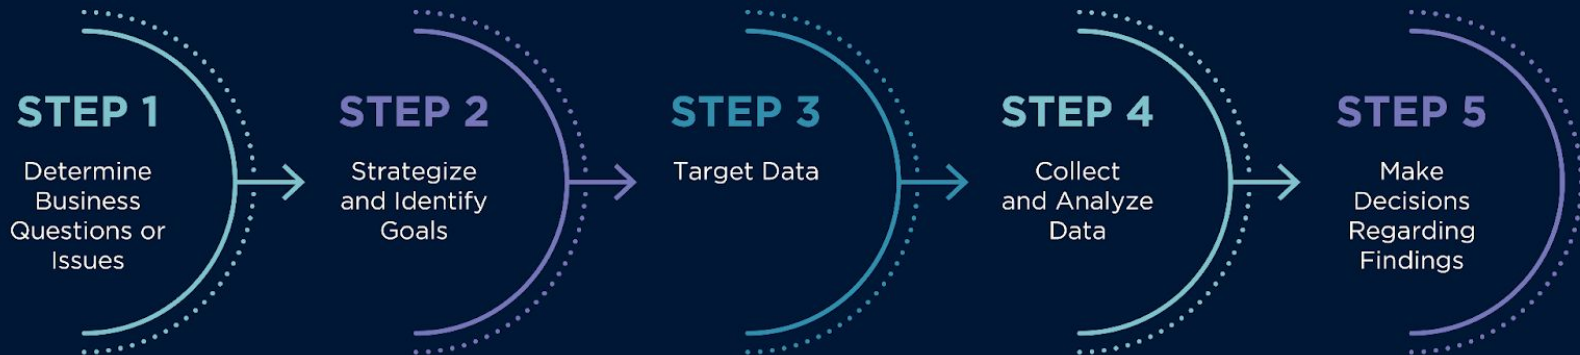 STEP 1
Determine
Business
Questions or
Issues
STEP 2
Strategize
and Identify
Goals
STEP 3
Target Data
STEP 4
Collect
and Analyze
Data
STEP 5
Make
Decisions
Regarding
Findings